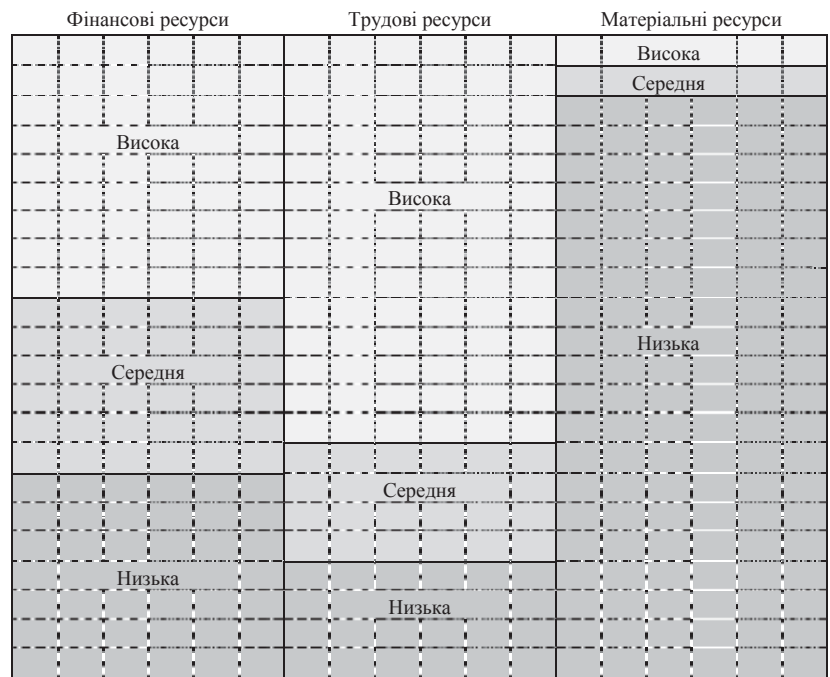 Фінансові ресурси Трудові ресурси Матеріальні ресурси
Висока
Середня
Висока
Висока
Низька
Середня
Середня
Низька
Низька